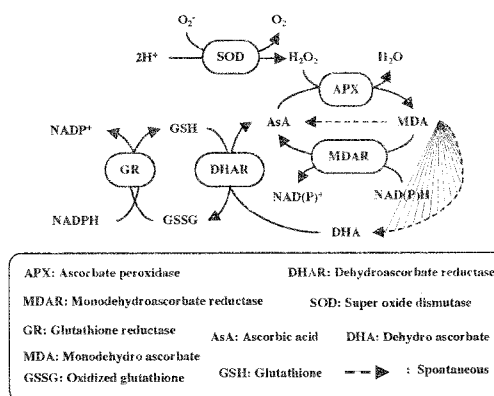 O₂⁻ O₂
2H⁺ SOD H₂O₂ H₂O
APX
AsA MDA
NADP⁺ GSH
MDAR
GR DHAR
NAD(P)⁺ NAD(P)H
NADPH GSSG DHA
APX: Ascorbate peroxidase
DHAR: Dehydroascorbate reductase
MDAR: Monodehydroascorbate reductase
SOD: Super oxide dismutase
GR: Glutathione reductase
AsA: Ascorbic acid
DHA: Dehydro ascorbate
MDA: Monodehydro ascorbate
GSSG: Oxidized glutathione
GSH: Glutathione
: Spontaneous